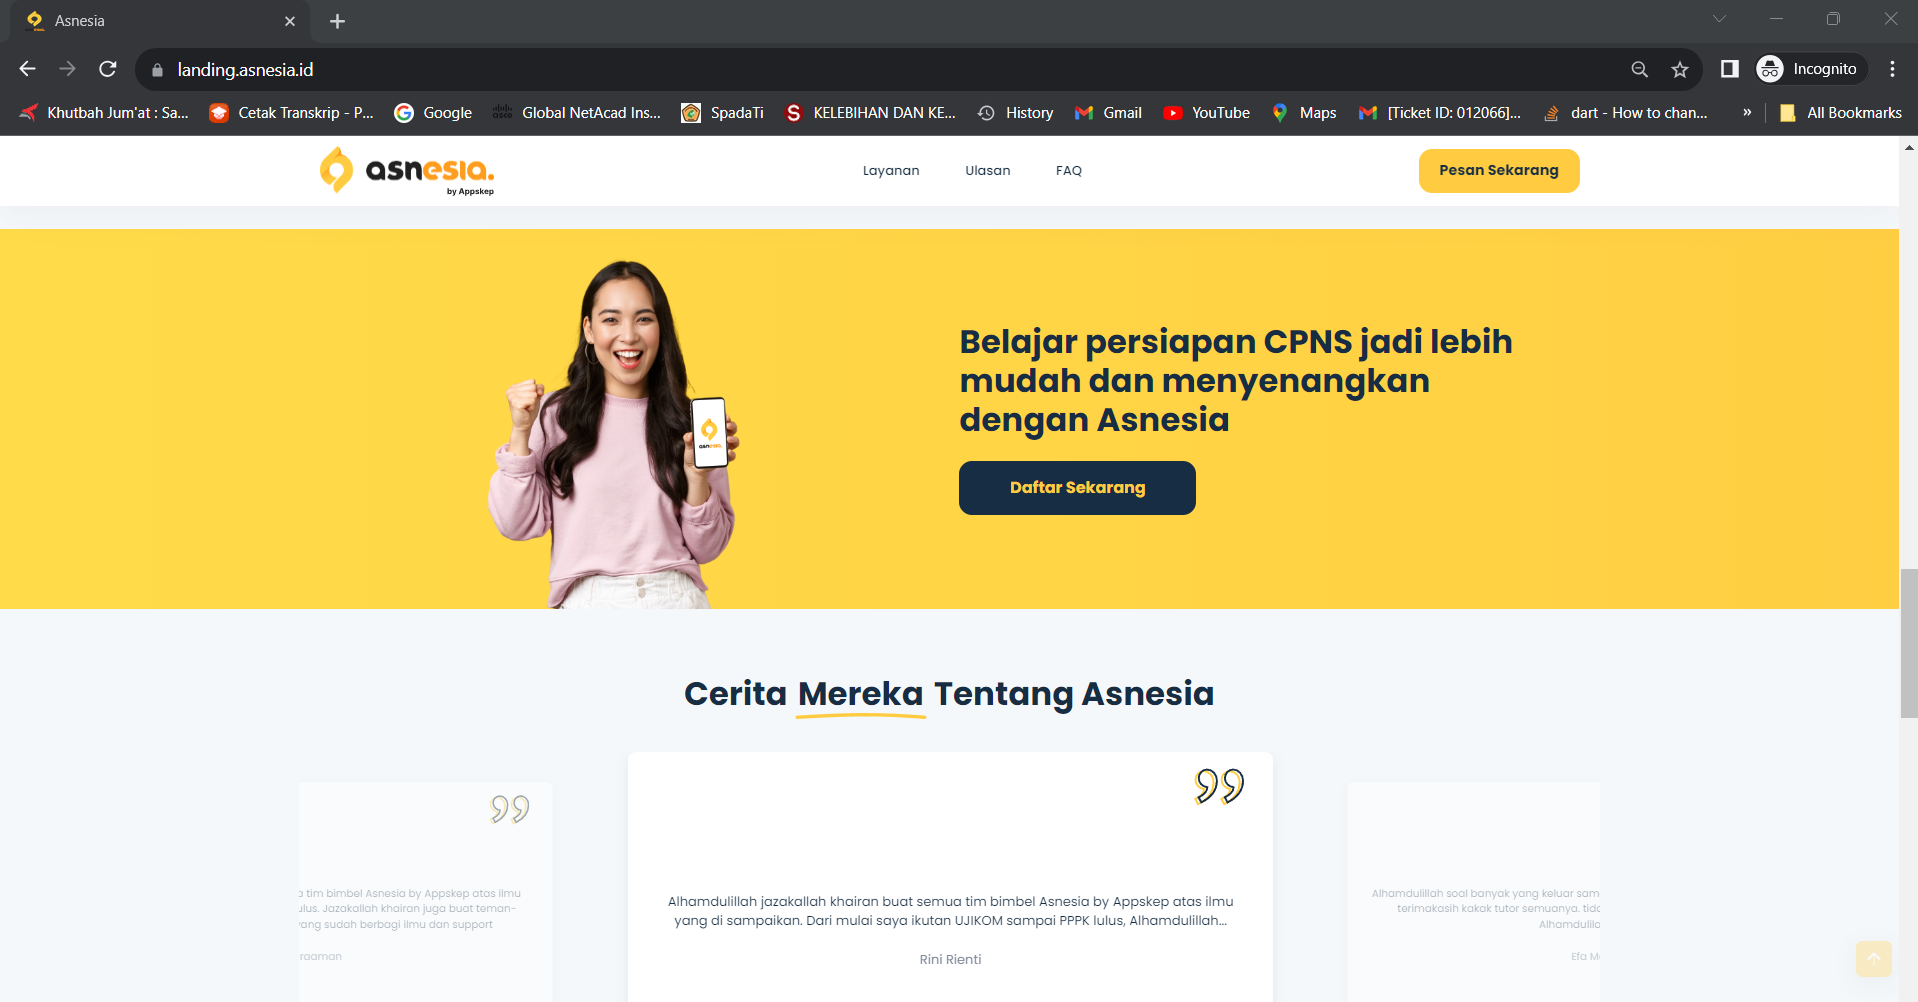 Asnesia
landing.asnesia.id
Incognito
Khutbah Jum'at : Sa...
Cetak Transkrip - P...
Google
Global NetAcad Ins...
SpadaTi
KELEBIHAN DAN KE...
History
Gmail
YouTube
Maps
[Ticket ID: 012066]...
dart - How to chan...
»
All Bookmarks
asnesia.
by Appskep
Layanan
Ulasan
FAQ
Pesan Sekarang
Belajar persiapan CPNS jadi lebih
mudah dan menyenangkan
dengan Asnesia
asnesia.
Daftar Sekarang
Cerita Mereka Tentang Asnesia
tim bimbel Asnesia by Appskep atas ilmu
Jazakallah khairan juga buat teman-
yang sudah berbagi ilmu dan support
Alhamdulillah jazakallah khairan buat semua tim bimbel Asnesia by Appskep atas ilmu
yang di sampaikan. Dari mulai saya ikutan UJIKOM sampai PPPK lulus, Alhamdulillah...
Rini Rienti
Alhamdulillah soal banyak yang keluar sam
terimakasih kakak tutor semuanya. tida
Alhamdulila
Efa